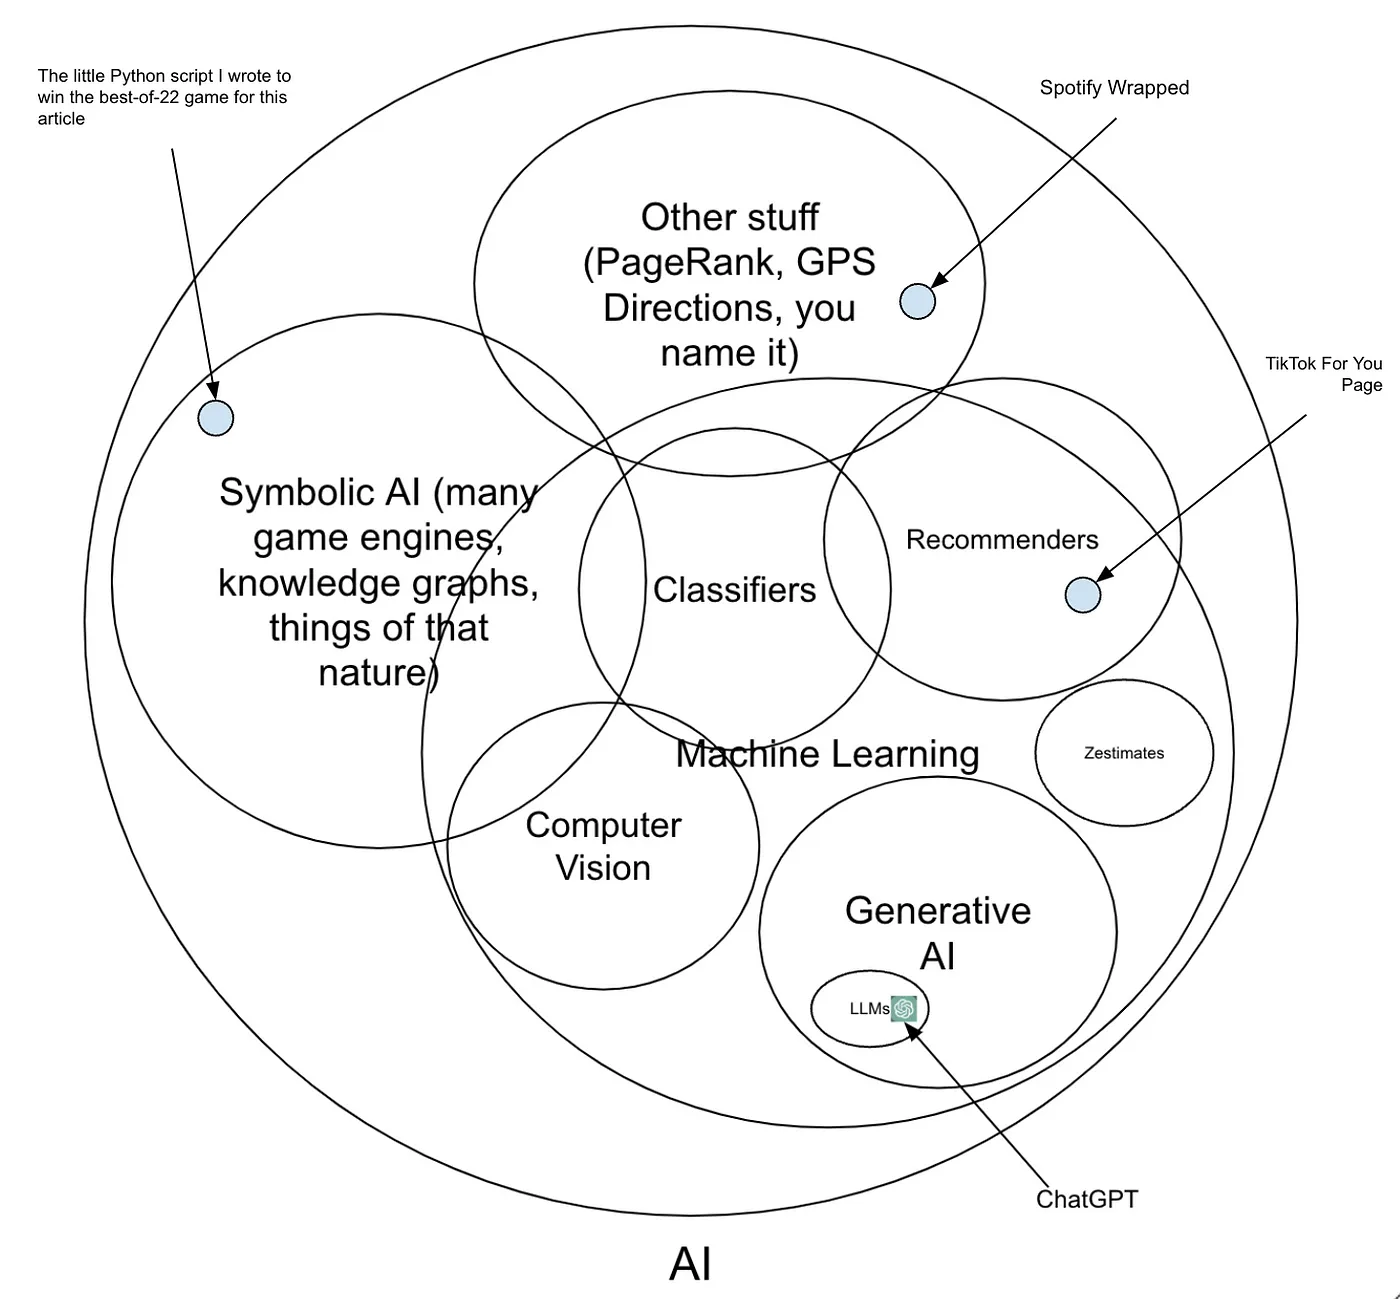 The little Python script I wrote to
win the best-of-22 game for this
article
Spotify Wrapped
Other stuff
(PageRank, GPS
Directions, you
name it)
TikTok For You
Page
Symbolic AI (many
game engines,
knowledge graphs,
things of that
nature)
Classifiers
Recommenders
Machine Learning
Zestimates
Computer
Vision
Generative
AI
LLMs
ChatGPT
AI